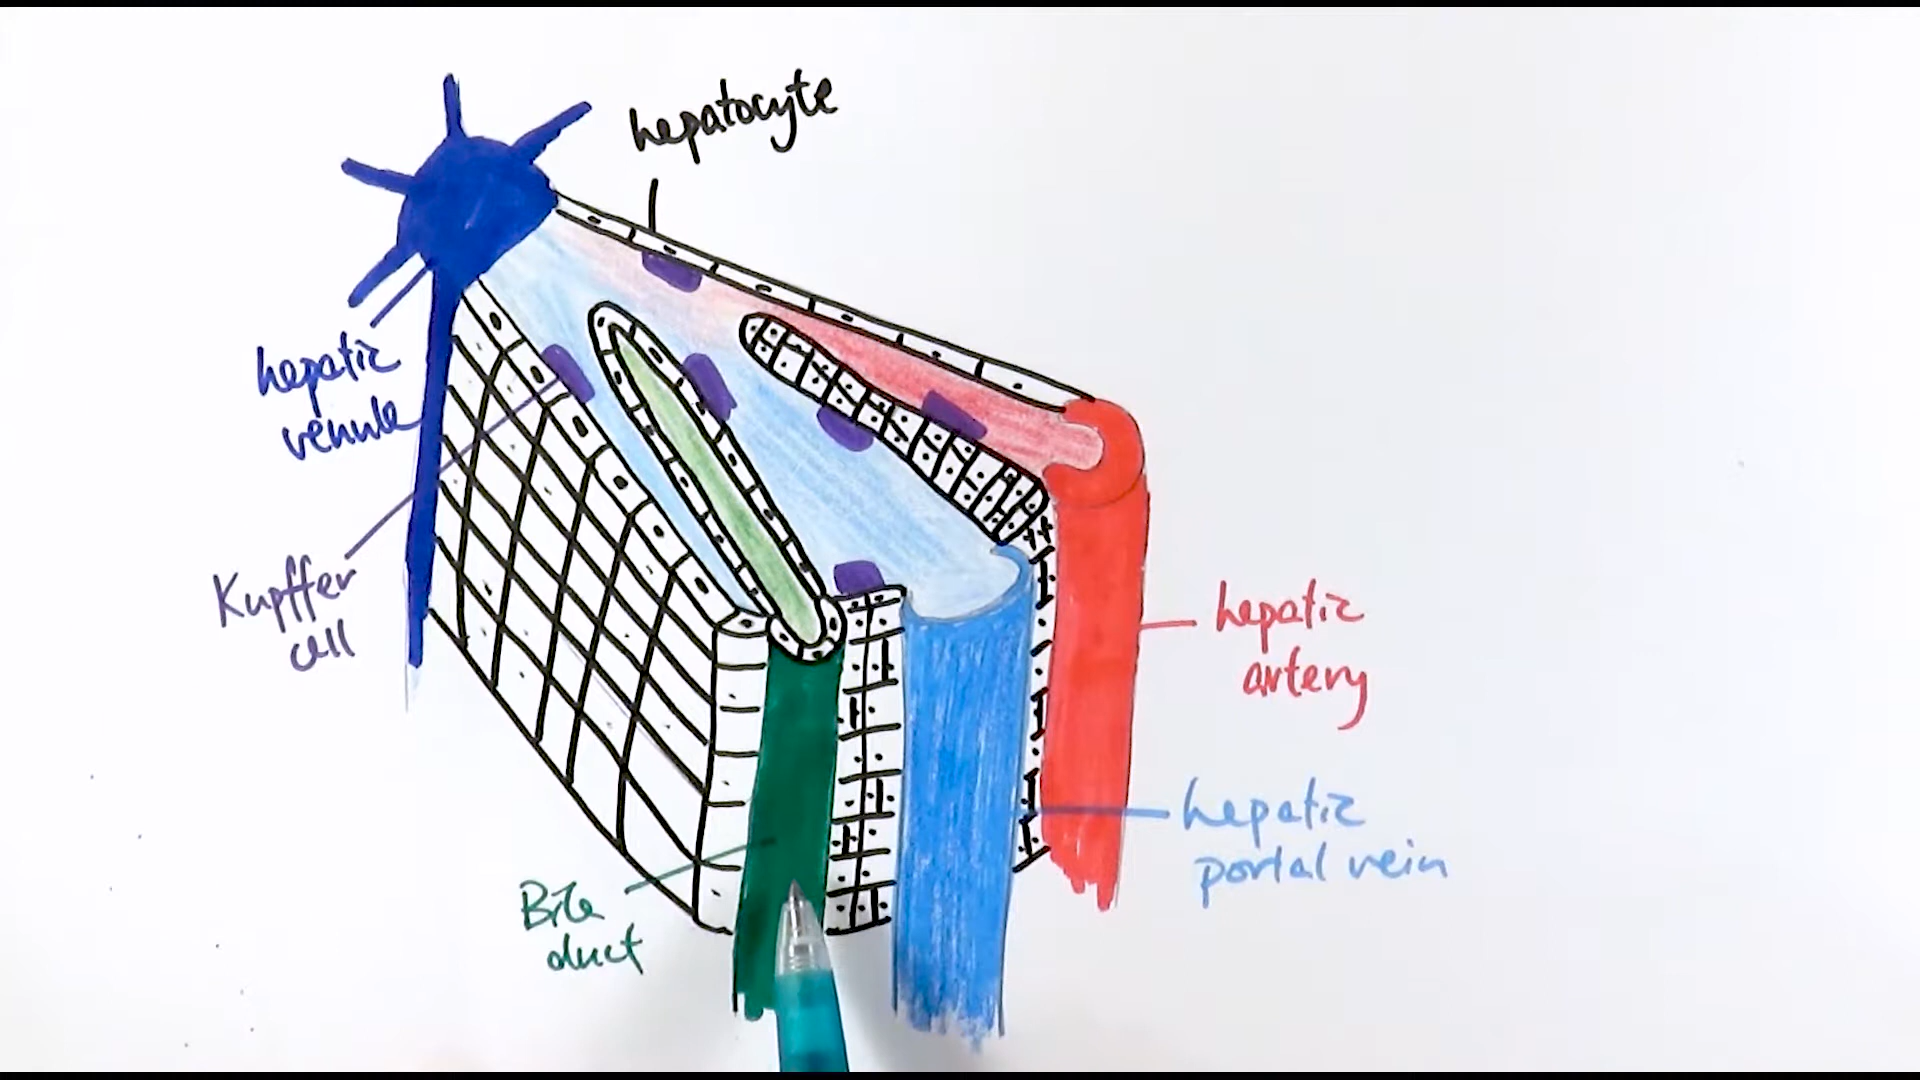 hepatocyte
hepatic
venule
Kupffer
cell
hepatic
artery
hepatic
portal vein
Bile
duct